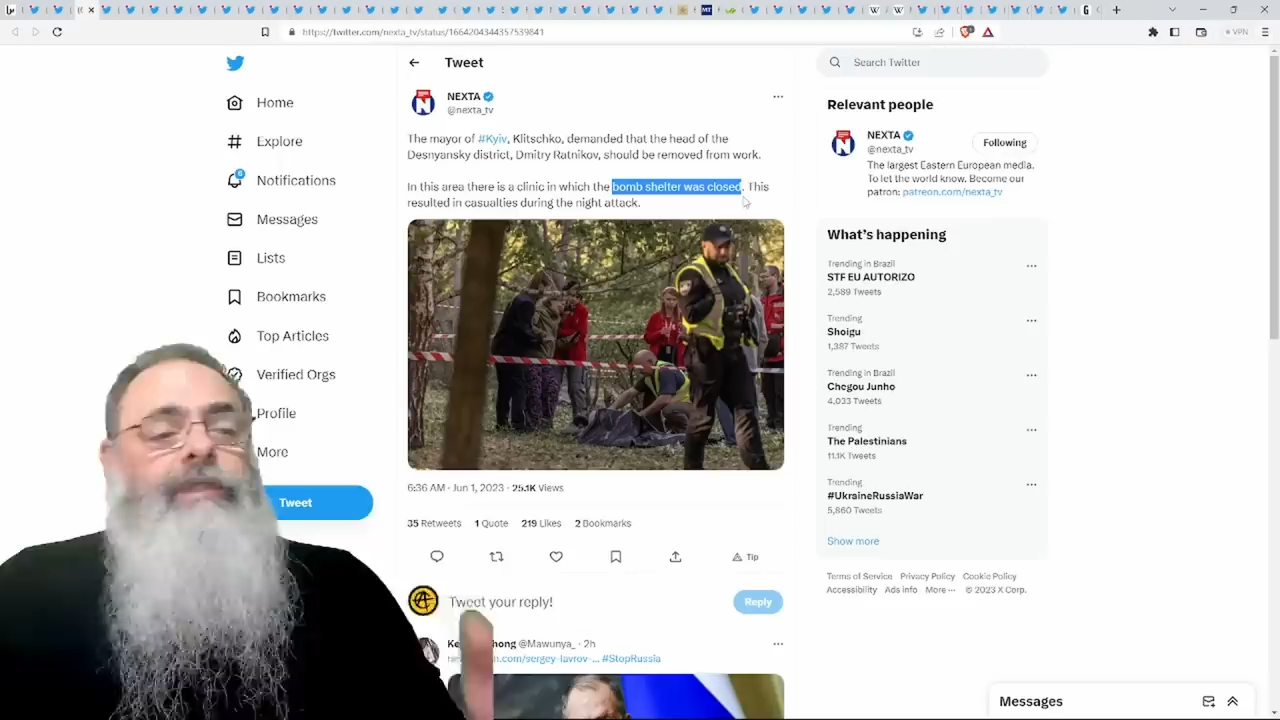 https://twitter.com/nexta_tv/status/1664204344357539841
VPN
Home
Explore
6
Notifications
Messages
Lists
Bookmarks
Top Articles
Verified Orgs
Profile
More
Tweet
Tweet
NEXTA
@nexta_tv
The mayor of #Kyiv, Klitschko, demanded that the head of the
Desnyansky district, Dmitry Ratnikov, should be removed from work.
In this area there is a clinic in which the bomb shelter was closed. This
resulted in casualties during the night attack.
6:36 AM · Jun 1, 2023 · 25.1K Views
35 Retweets 1 Quote 219 Likes 2 Bookmarks
Tip
Tweet your reply!
Reply
@Mawunya_ · 2h
.com/sergey-lavrov-... #StopRussia
Search Twitter
Relevant people
NEXTA
@nexta_tv
Following
The largest Eastern European media.
To let the world know. Become our
patron: patreon.com/nexta_tv
What's happening
Trending in Brazil
STF EU AUTORIZO
2,589 Tweets
Trending
Shoigu
1,387 Tweets
Trending in Brazil
Chegou Junho
4,033 Tweets
Trending
The Palestinians
11.1K Tweets
Trending
#UkraineRussiaWar
5,860 Tweets
Show more
Terms of Service Privacy Policy Cookie Policy
Accessibility Ads info More ··· © 2023 X Corp.
Messages